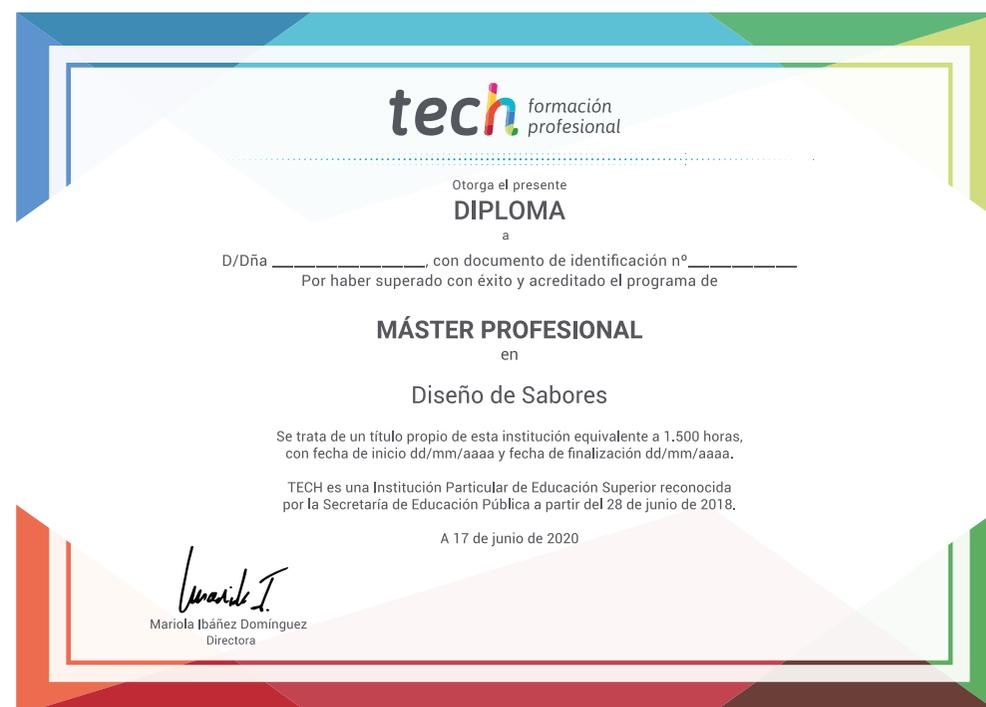 tech formación
profesional
Otorga el presente
DIPLOMA
a
D/Dña ______________, con documento de identificación nº__________
Por haber superado con éxito y acreditado el programa de
MÁSTER PROFESIONAL
en
Diseño de Sabores
Se trata de un título propio de esta institución equivalente a 1.500 horas,
con fecha de inicio dd/mm/aaaa y fecha de finalización dd/mm/aaaa.
TECH es una Institución Particular de Educación Superior reconocida
por la Secretaría de Educación Pública a partir del 28 de junio de 2018.
A 17 de junio de 2020
Mariola Ibáñez Domínguez
Directora